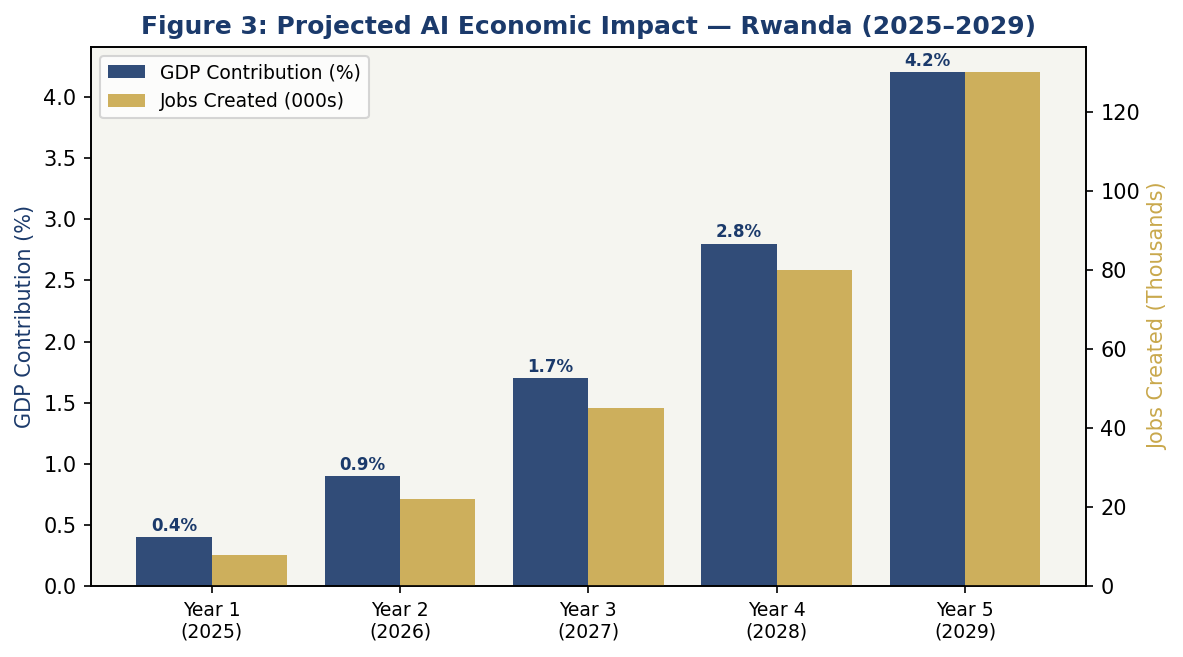 Figure 3: Projected AI Economic Impact — Rwanda (2025–2029)
GDP Contribution (%)
Jobs Created (000s)
GDP Contribution (%)
4.0
3.5
3.0
2.5
2.0
1.5
1.0
0.5
0.0
0.4%
0.9%
1.7%
2.8%
4.2%
120
100
80
60
40
20
0
Jobs Created (Thousands)
Year 1
(2025)
Year 2
(2026)
Year 3
(2027)
Year 4
(2028)
Year 5
(2029)